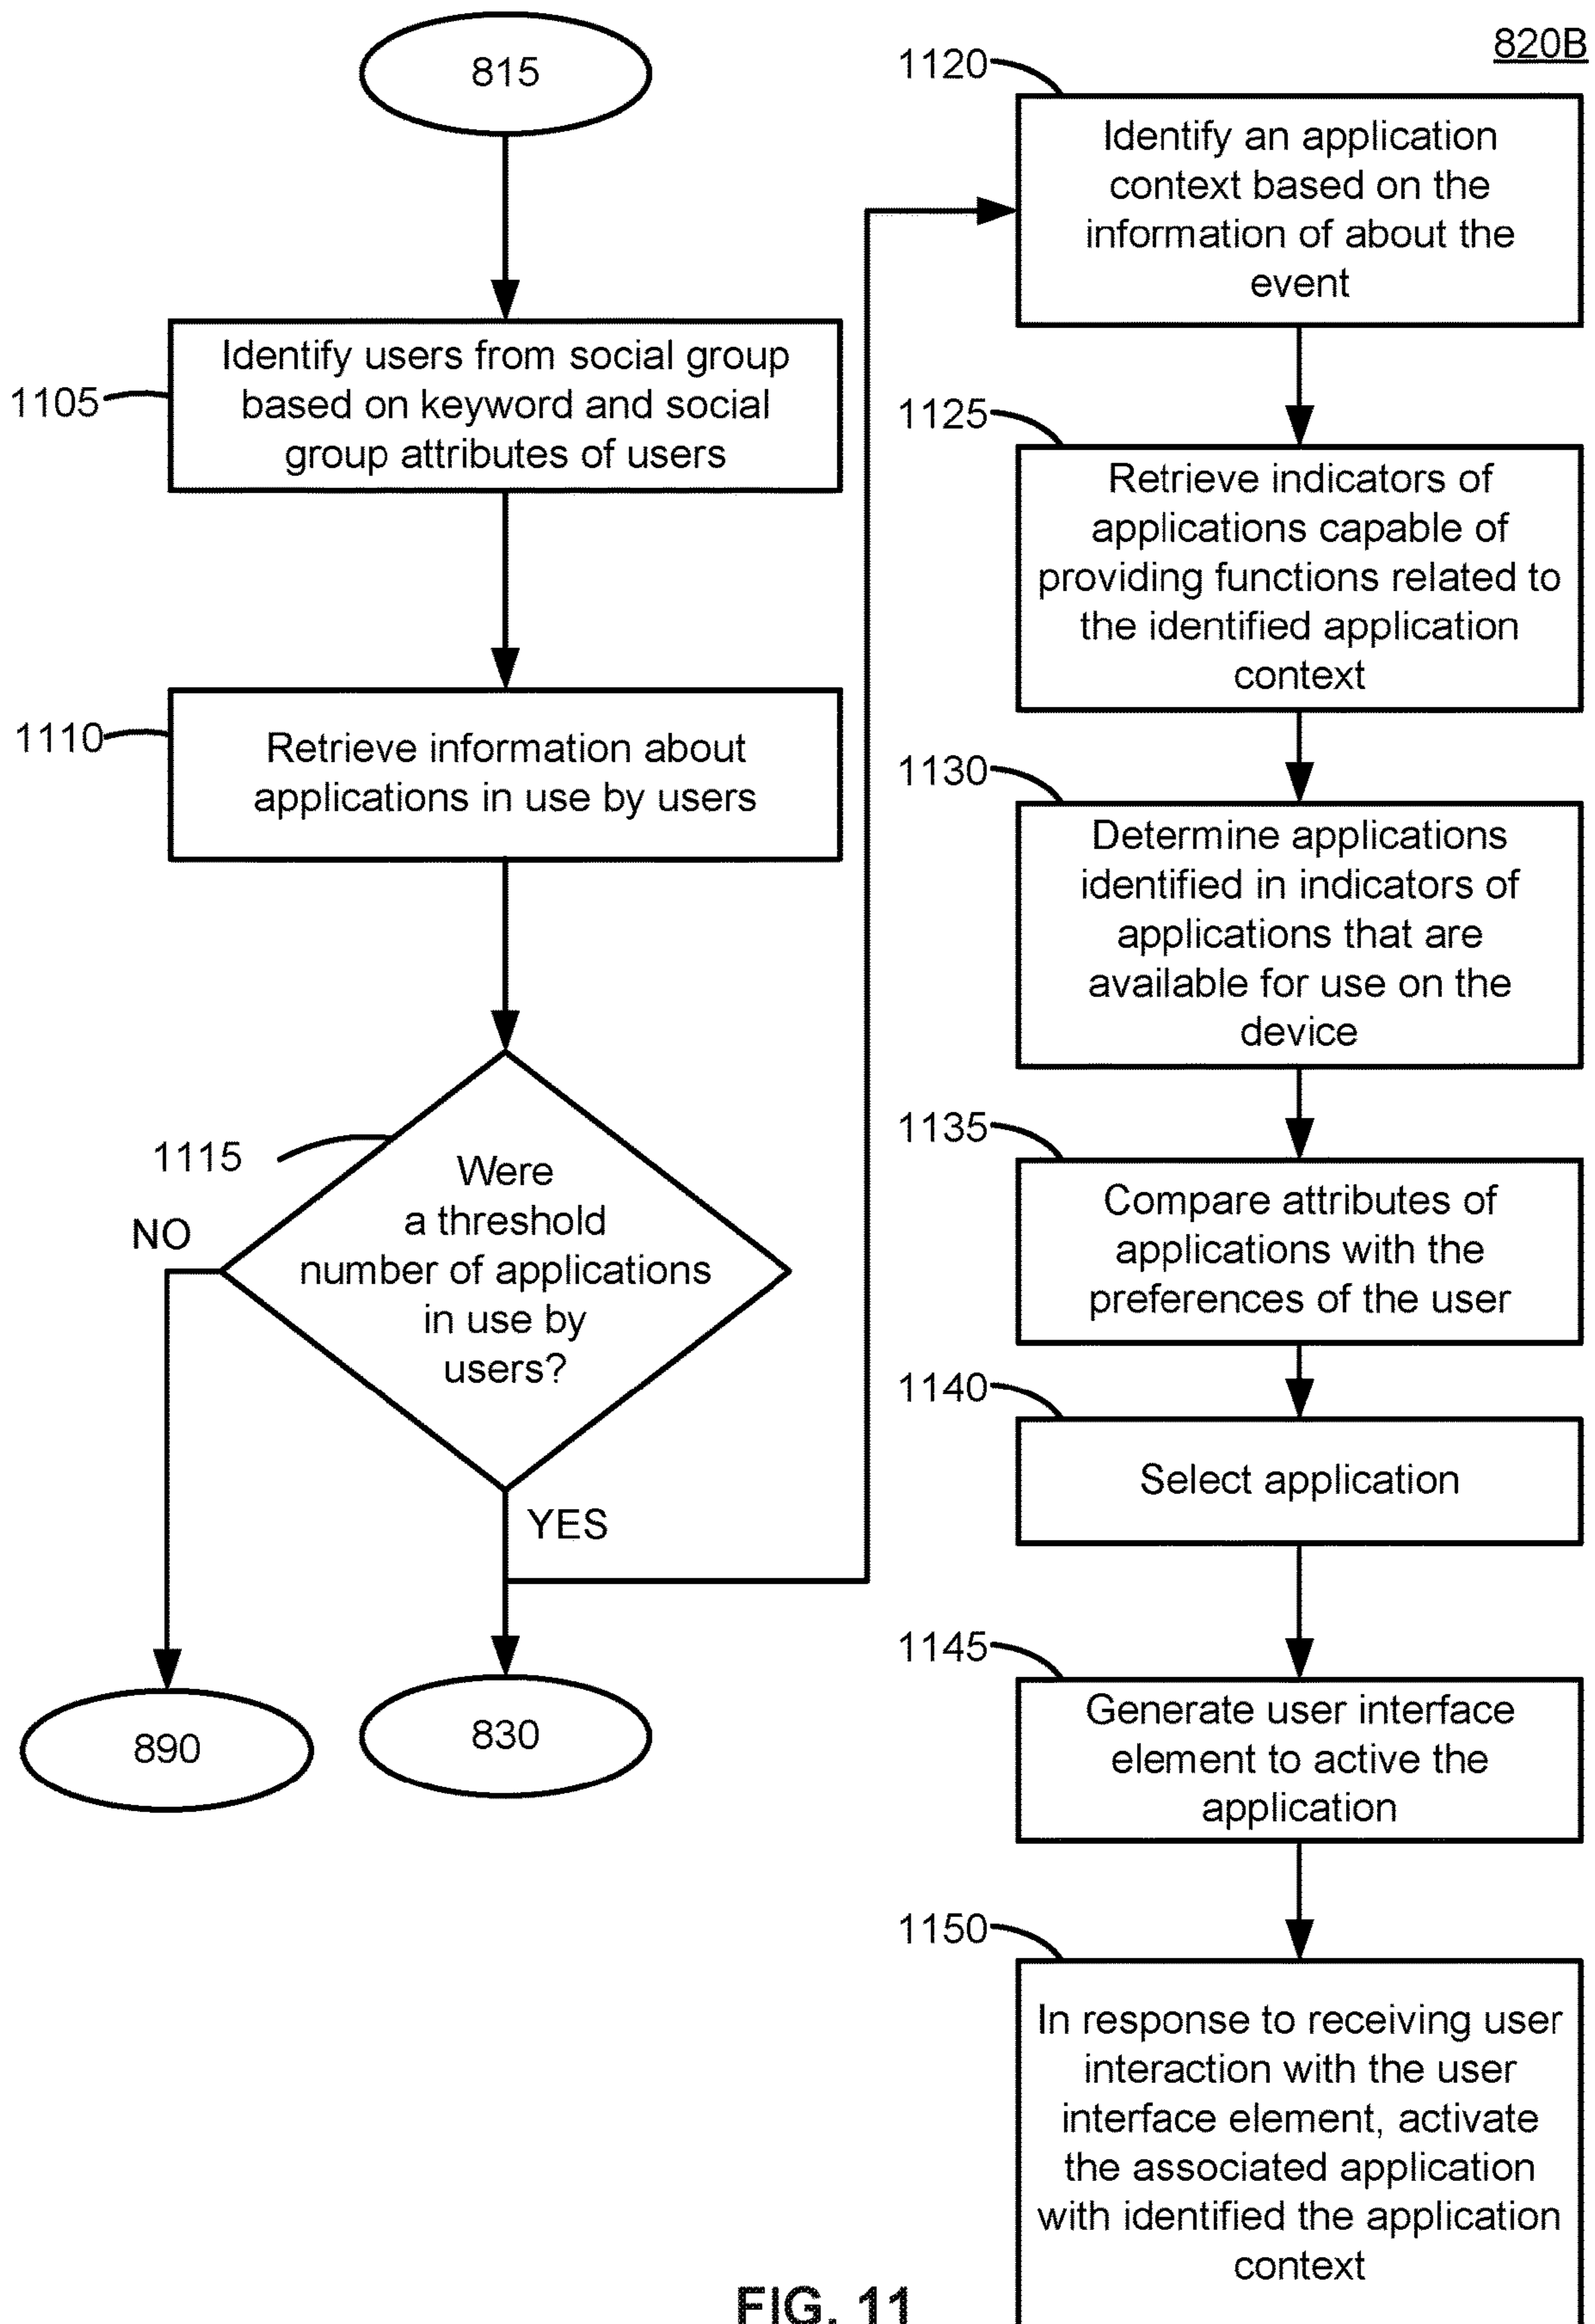 820B
815
1105
Identify users from social group
based on keyword and social
group attributes of users
1110
Retrieve information about
applications in use by users
1115
Were
a threshold
number of applications
in use by
users?
NO
YES
890
830
1120
Identify an application
context based on the
information of about the
event
1125
Retrieve indicators of
applications capable of
providing functions related to
the identified application
context
1130
Determine applications
identified in indicators of
applications that are
available for use on the
device
1135
Compare attributes of
applications with the
preferences of the user
1140
Select application
1145
Generate user interface
element to active the
application
1150
In response to receiving user
interaction with the user
interface element, activate
the associated application
with identified the application
context
FIG. 11